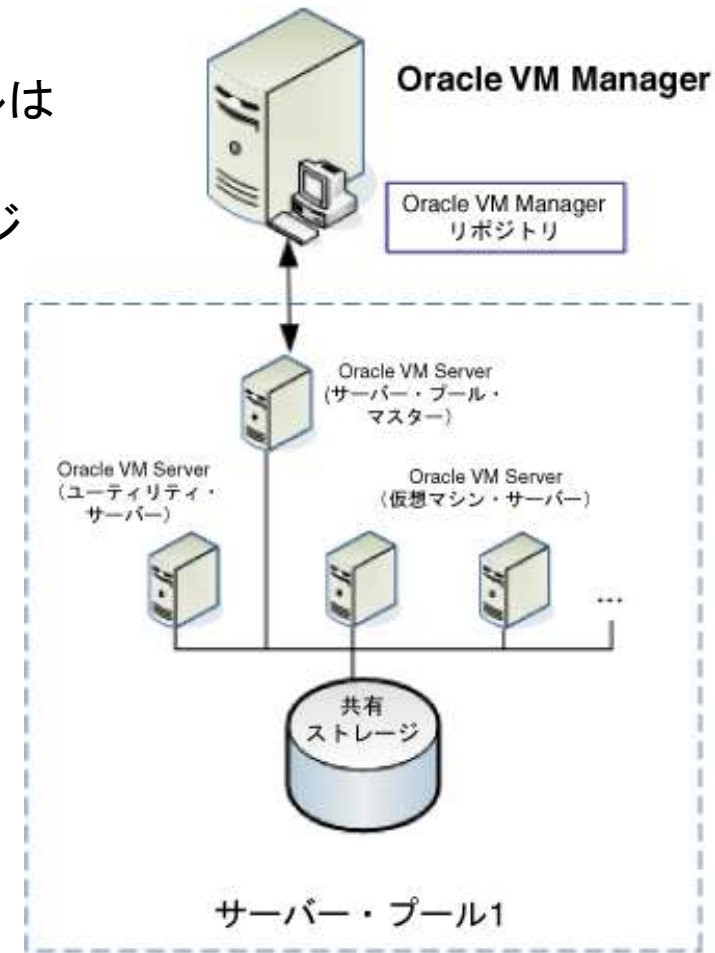 は
ジ
Oracle VM Manager
Oracle VM Manager
リポジトリ
Oracle VM Server
(サーバー・プール・
マスター)
Oracle VM Server
(ユーティリティ・
サーバー)
Oracle VM Server
(仮想マシン・サーバー)
...
共有
ストレージ
サーバー・プール1